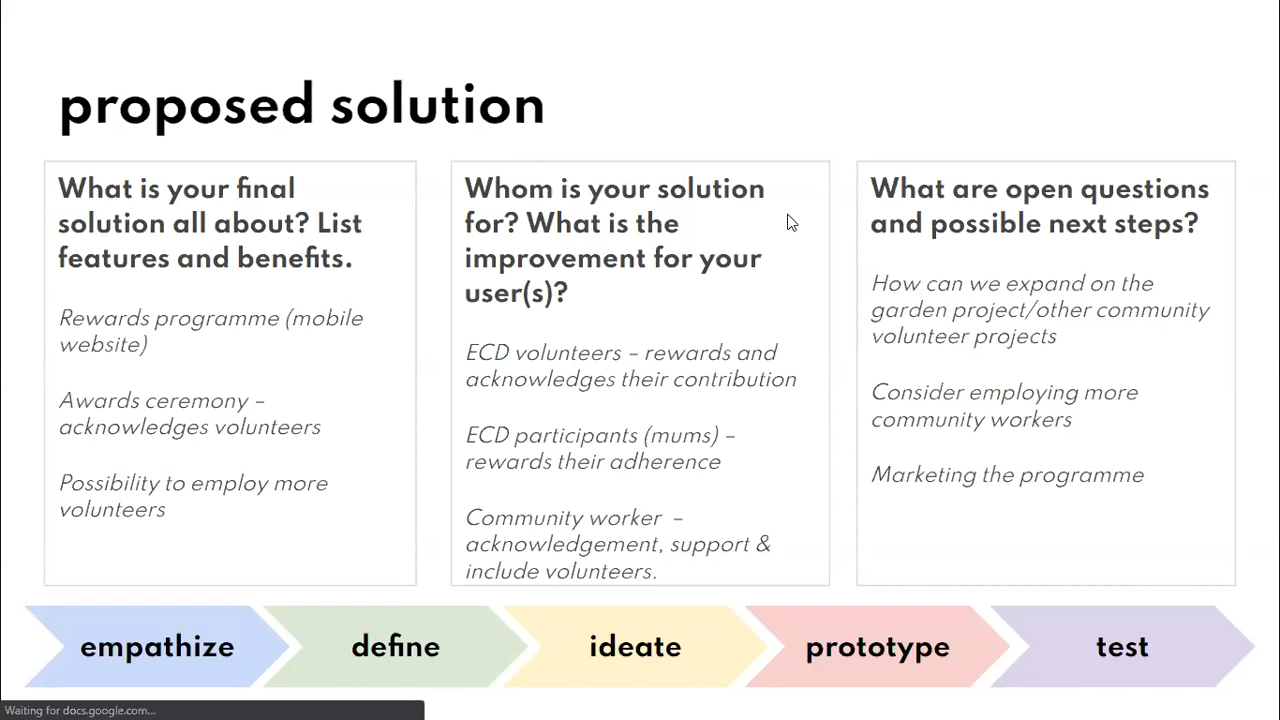 proposed solution
What is your final
solution all about? List
features and benefits.
Rewards programme (mobile
website)
Awards ceremony –
acknowledges volunteers
Possibility to employ more
volunteers
Whom is your solution
for? What is the
improvement for your
user(s)?
ECD volunteers – rewards and
acknowledges their contribution
ECD participants (mums) –
rewards their adherence
Community worker  –
acknowledgement, support &
include volunteers.
What are open questions
and possible next steps?
How can we expand on the
garden project/other community
volunteer projects
Consider employing more
community workers
Marketing the programme
empathize
define
ideate
prototype
test
Waiting for docs.google.com...